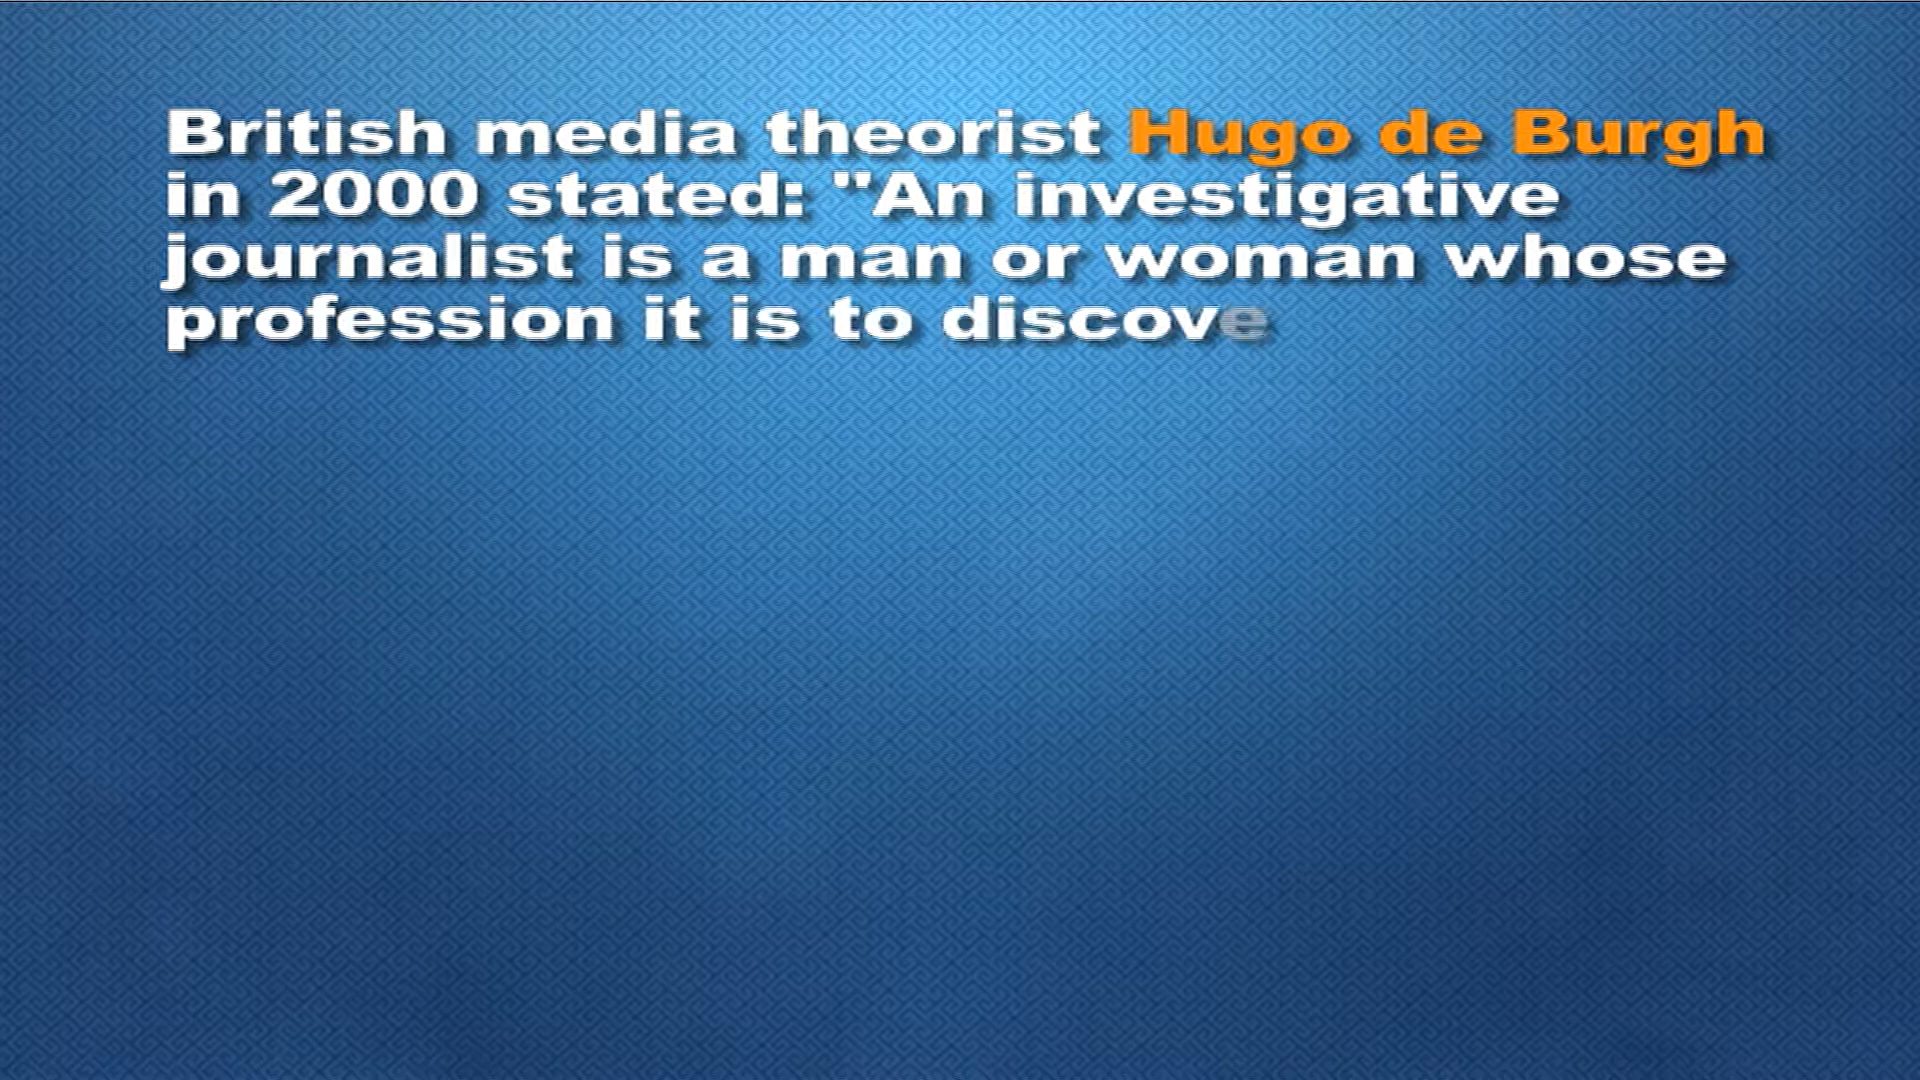 British media theorist Hugo de Burgh
in 2000 stated: "An investigative
journalist is a man or woman whose
profession it is to discove